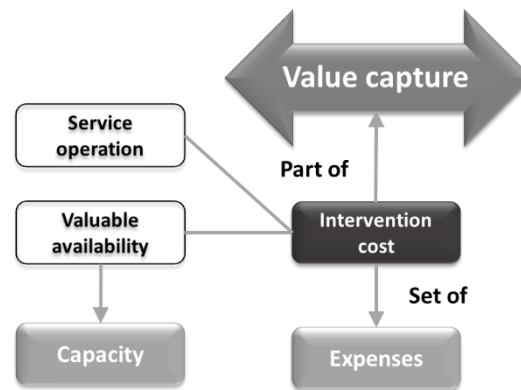 Value capture
Service
operation
Part of
Valuable
availability
Intervention
cost
Set of
Capacity
Expenses